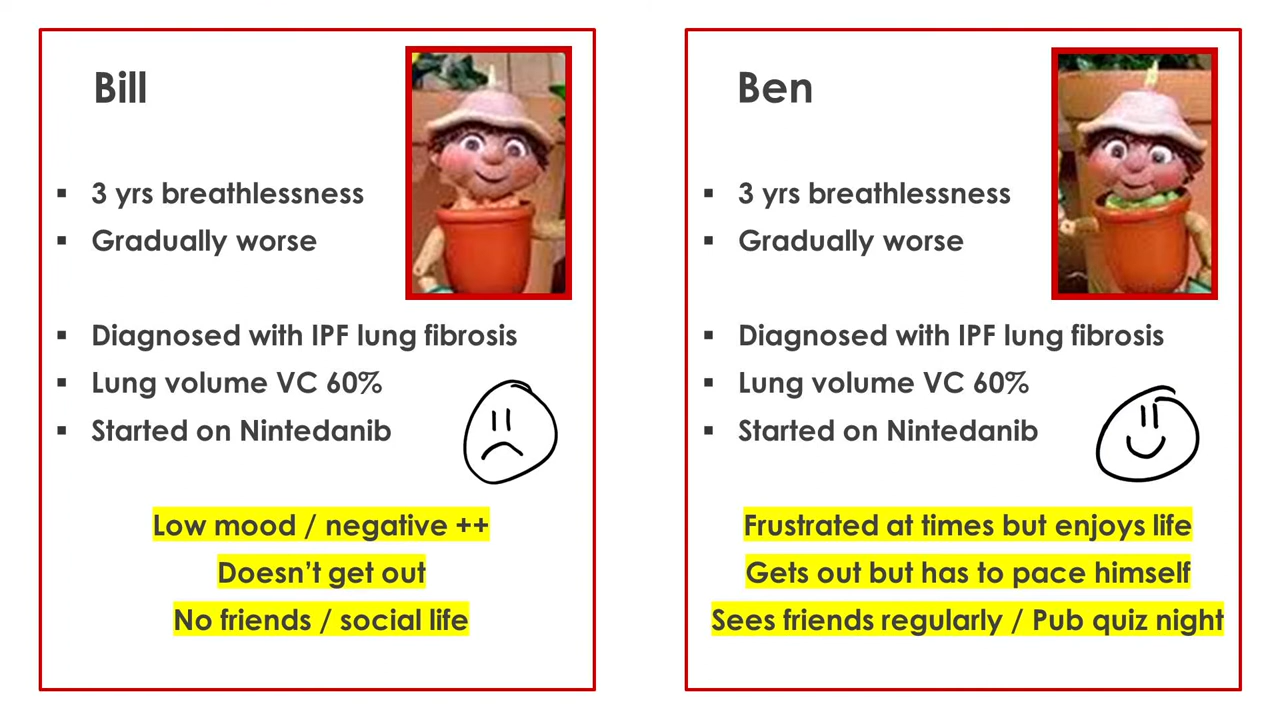 Bill
▪ 3 yrs breathlessness
▪ Gradually worse
▪ Diagnosed with IPF lung fibrosis
▪ Lung volume VC 60%
▪ Started on Nintedanib
Low mood / negative ++
Doesn’t get out
No friends / social life
Ben
▪ 3 yrs breathlessness
▪ Gradually worse
▪ Diagnosed with IPF lung fibrosis
▪ Lung volume VC 60%
▪ Started on Nintedanib
Frustrated at times but enjoys life
Gets out but has to pace himself
Sees friends regularly / Pub quiz night